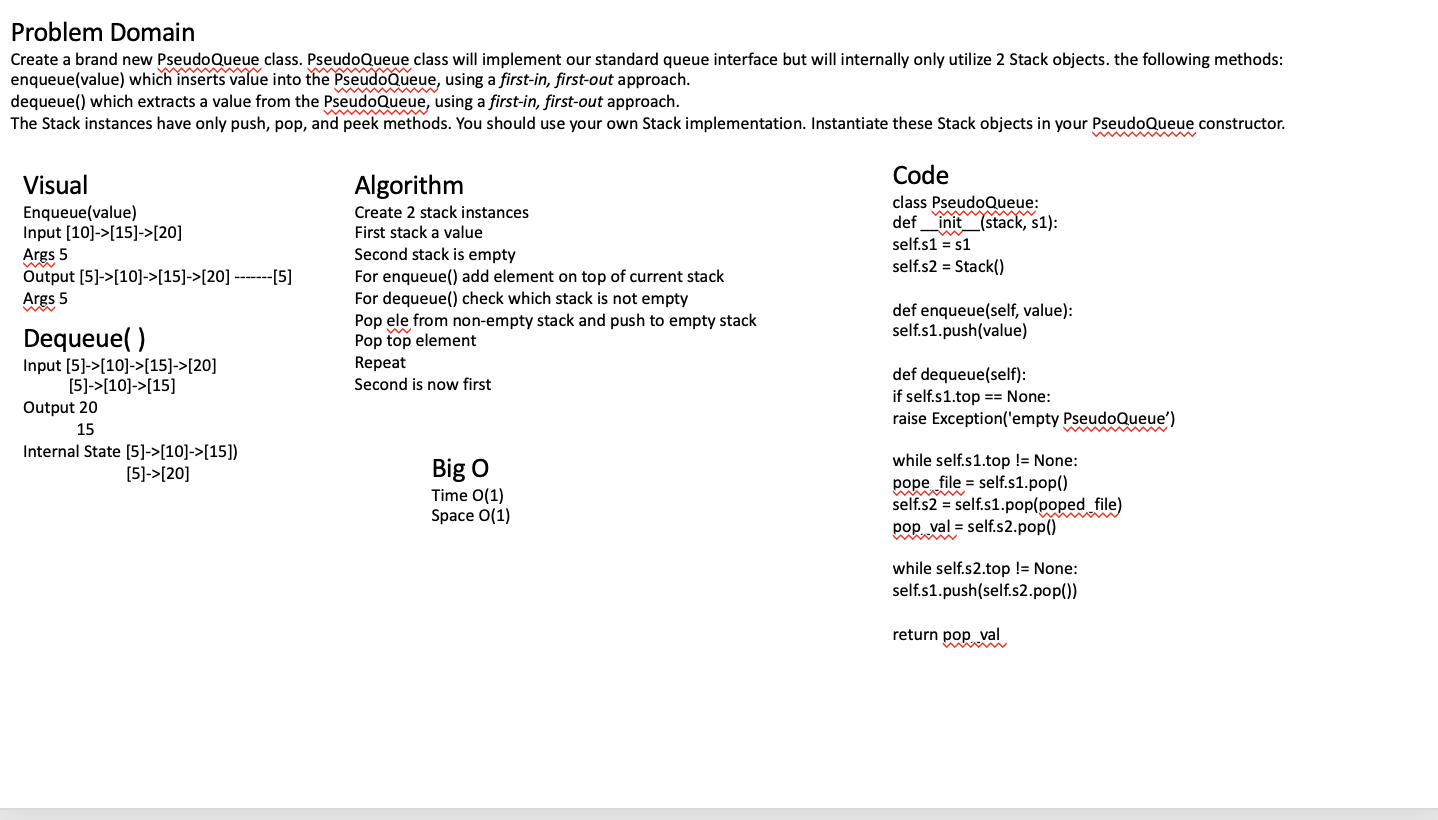 Problem Domain
Create a brand new PseudoQueue class. PseudoQueue class will implement our standard queue interface but will internally only utilize 2 Stack objects. the following methods:
enqueue(value) which inserts value into the PseudoQueue, using a first-in, first-out approach.
dequeue() which extracts a value from the PseudoQueue, using a first-in, first-out approach.
The Stack instances have only push, pop, and peek methods. You should use your own Stack implementation. Instantiate these Stack objects in your PseudoQueue constructor.
Visual
Enqueue(value)
Input [10]->[15]->[20]
Args 5
Output [5]->[10]->[15]->[20] -------[5]
Args 5
Dequeue( )
Input [5]->[10]->[15]->[20]
[5]->[10]->[15]
Output 20
15
Internal State [5]->[10]->[15])
[5]->[20]
Algorithm
Create 2 stack instances
First stack a value
Second stack is empty
For enqueue() add element on top of current stack
For dequeue() check which stack is not empty
Pop ele from non-empty stack and push to empty stack
Pop top element
Repeat
Second is now first
Big O
Time O(1)
Space O(1)
Code
class PseudoQueue:
def __init__(stack, s1):
self.s1 = s1
self.s2 = Stack()
def enqueue(self, value):
self.s1.push(value)
def dequeue(self):
if self.s1.top == None:
raise Exception('empty PseudoQueue’)
while self.s1.top != None:
pope_file = self.s1.pop()
self.s2 = self.s1.pop(poped_file)
pop_val = self.s2.pop()
while self.s2.top != None:
self.s1.push(self.s2.pop())
return pop_val